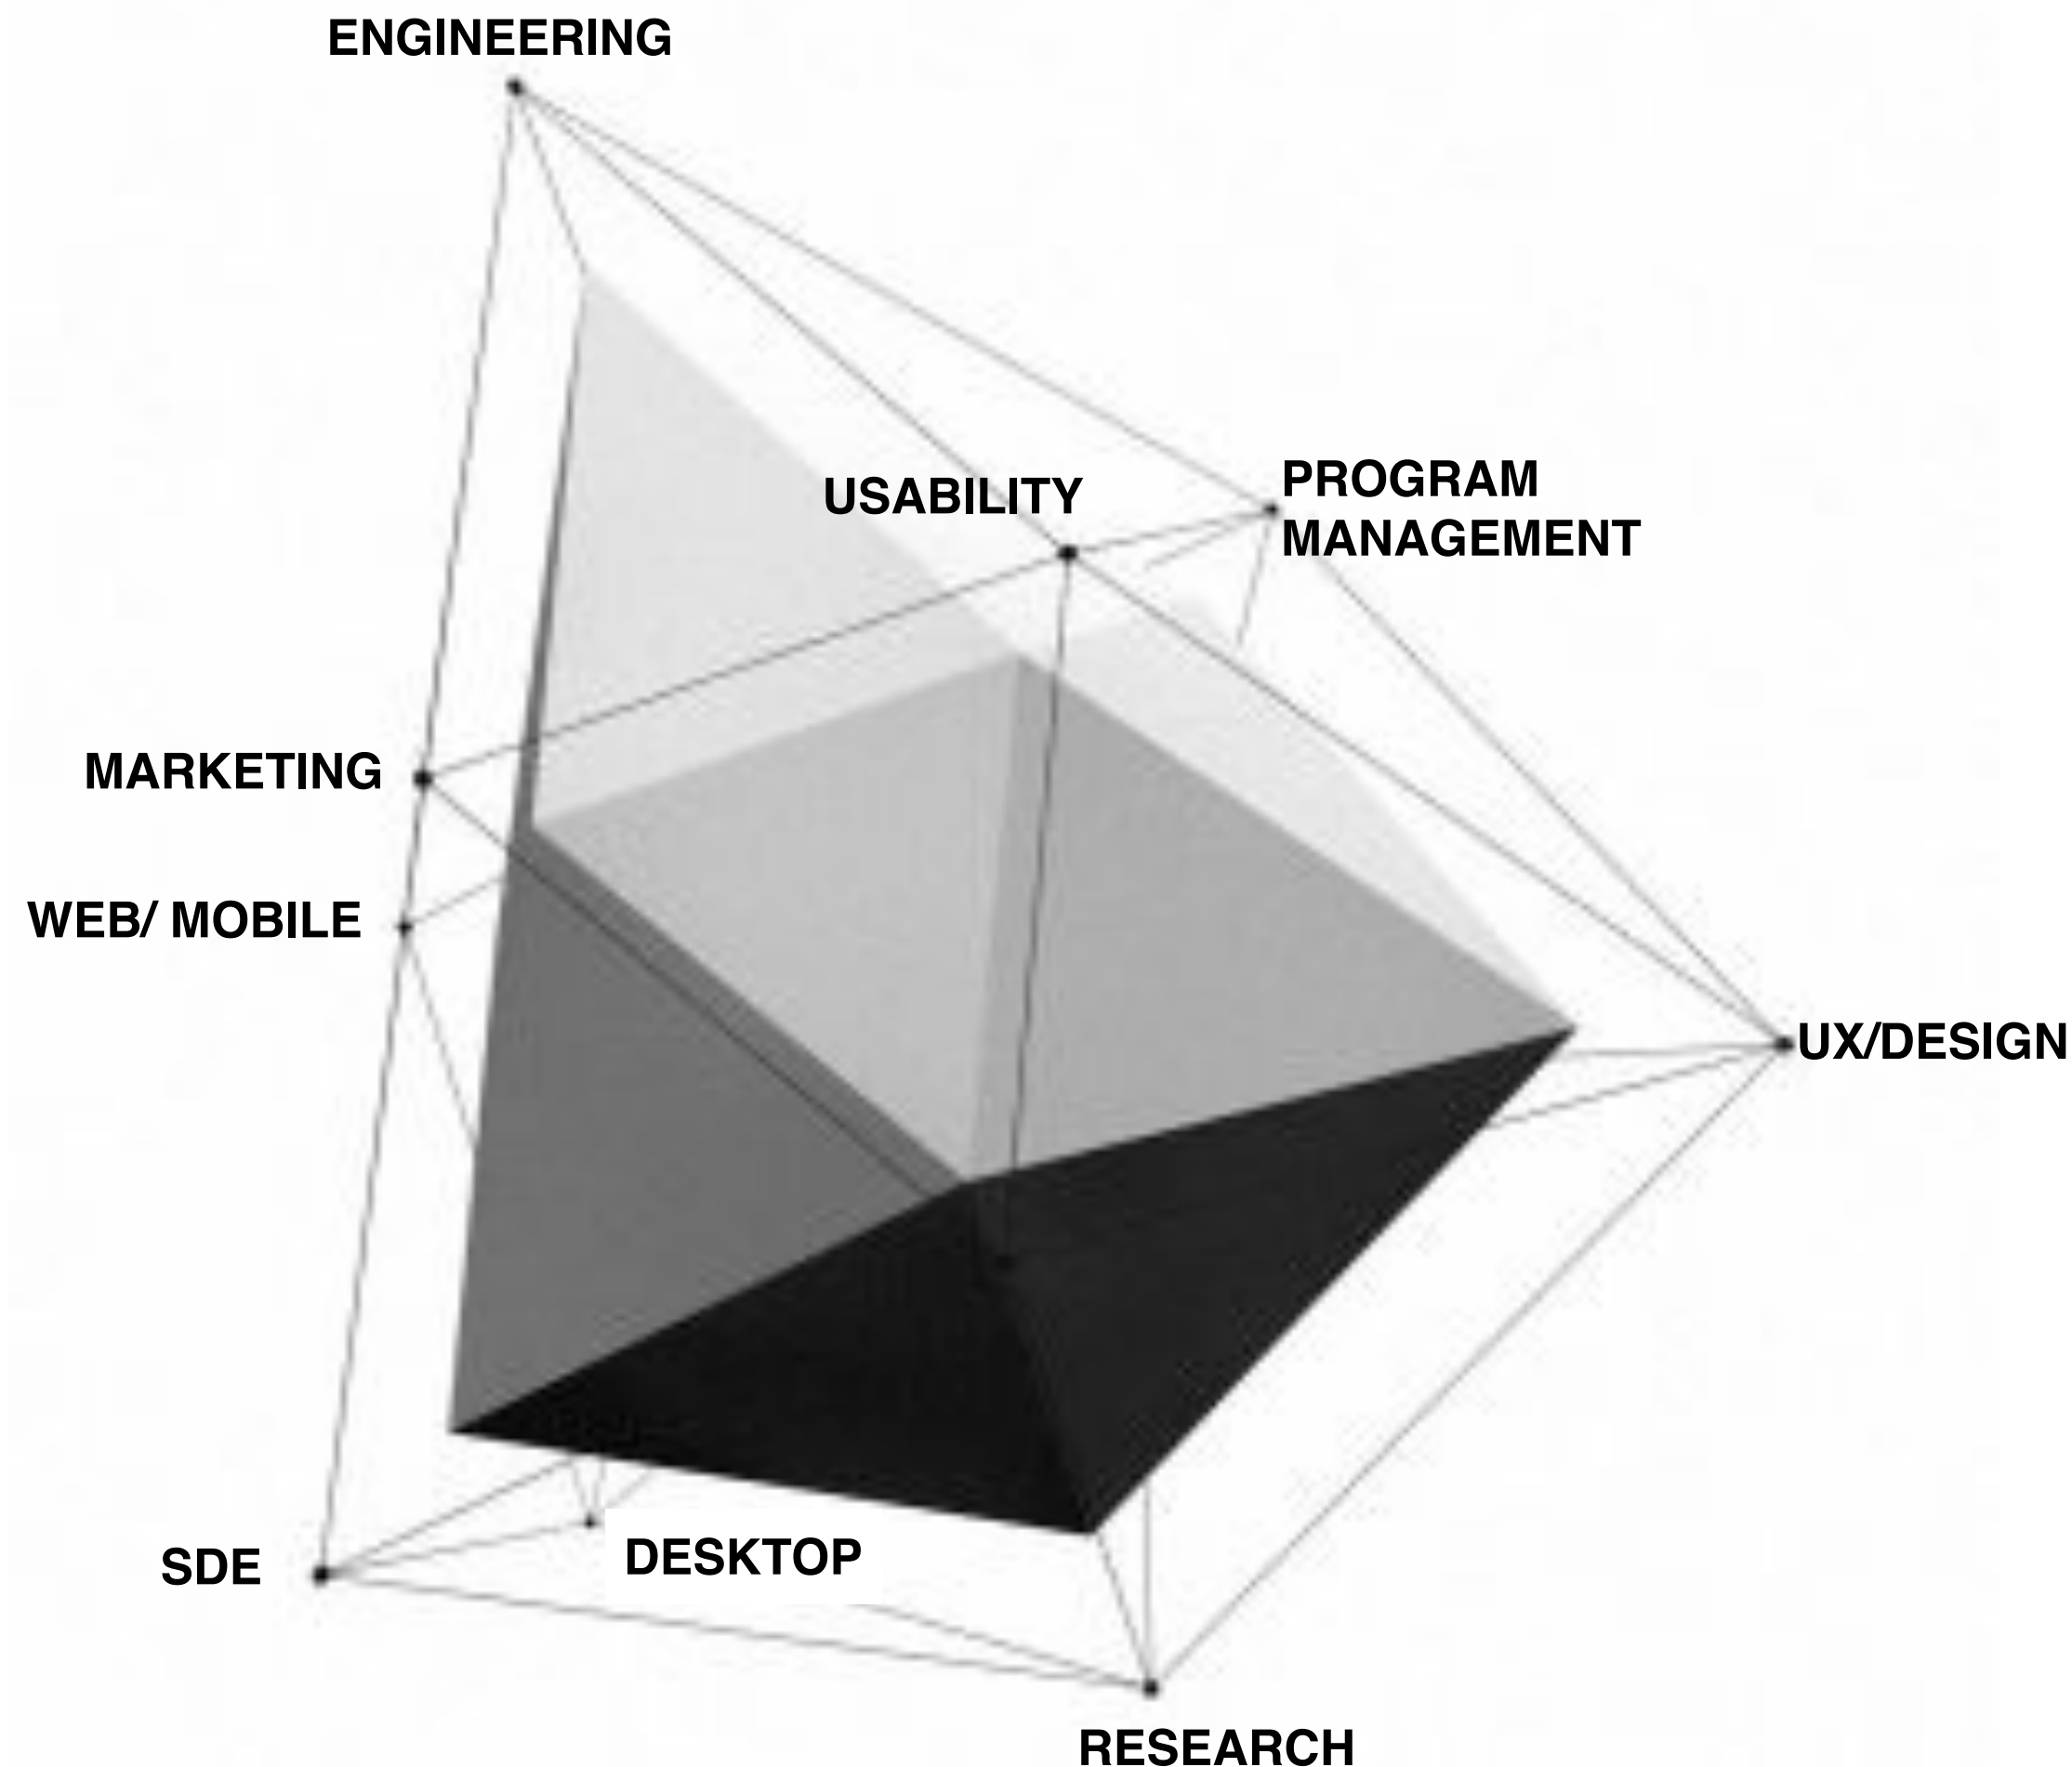 ENGINEERING
USABILITY
PROGRAM
MANAGEMENT
MARKETING
WEB/ MOBILE
UX/DESIGN
SDE
DESKTOP
RESEARCH